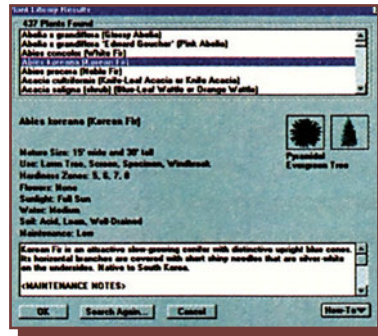 Plant Library Results
437 Plants Found
Abelia x grandiflora (Glossy Abelia)
Abelia x grandiflora 'Edward Goucher' (Pink Abelia)
Abies concolor (White Fir)
Abies koreana (Korean Fir)
Abies procera (Noble Fir)
Acacia cultriformis (Knife-Leaf Acacia or Knife Acacia)
Acacia saligna (shrub) (Blue-Leaf Wattle or Orange Wattle)
Abies koreana (Korean Fir)
Mature Size: 15' wide and 30' tall
Use: Lawn Tree, Screen, Specimen, Windbreak
Hardiness Zones: 5, 6, 7, 8
Flowers: None
Sunlight: Full Sun
Water: Medium
Soil: Acid, Loam, Well-Drained
Maintenance: Low
Pyramidal
Evergreen Tree
Korean Fir is an attractive slow-growing conifer with distinctive upright blue cones.
Its horizontal branches are covered with short shiny needles that are silver-white
on the undersides. Native to South Korea.
<MAINTENANCE NOTES>
OK
Search Again...
Cancel
How-To